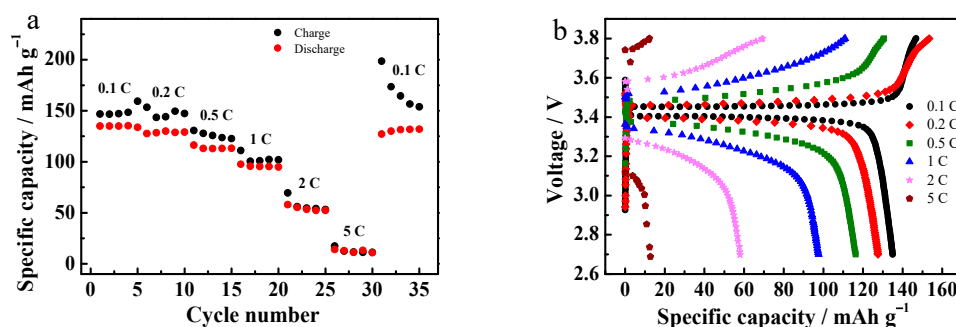 a
Charge
Discharge
0.1 C
0.2 C
0.5 C
1 C
2 C
5 C
0.1 C
200
150
100
50
0
0 5 10 15 20 25 30 35
Cycle number
Specific capacity / mAh g⁻¹
b
3.8
3.6
3.4
3.2
3.0
2.8
2.6
0.1 C
0.2 C
0.5 C
1 C
2 C
5 C
0 20 40 60 80 100 120 140 160
Specific capacity / mAh g⁻¹
Voltage / V